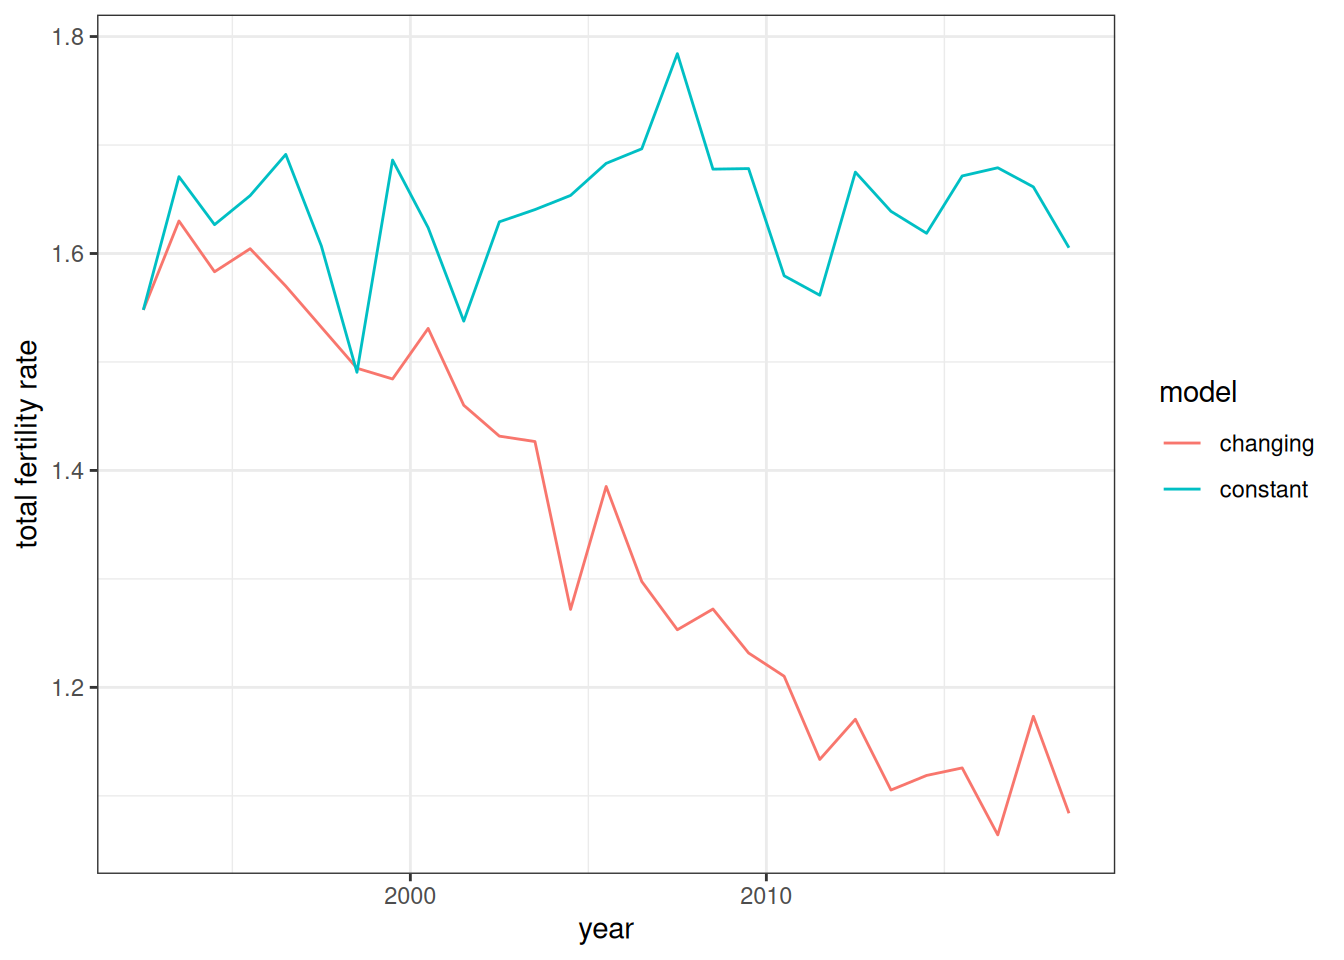 1.8
1.6
1.4
1.2
total fertility rate
2000
2010
year
model
changing
constant